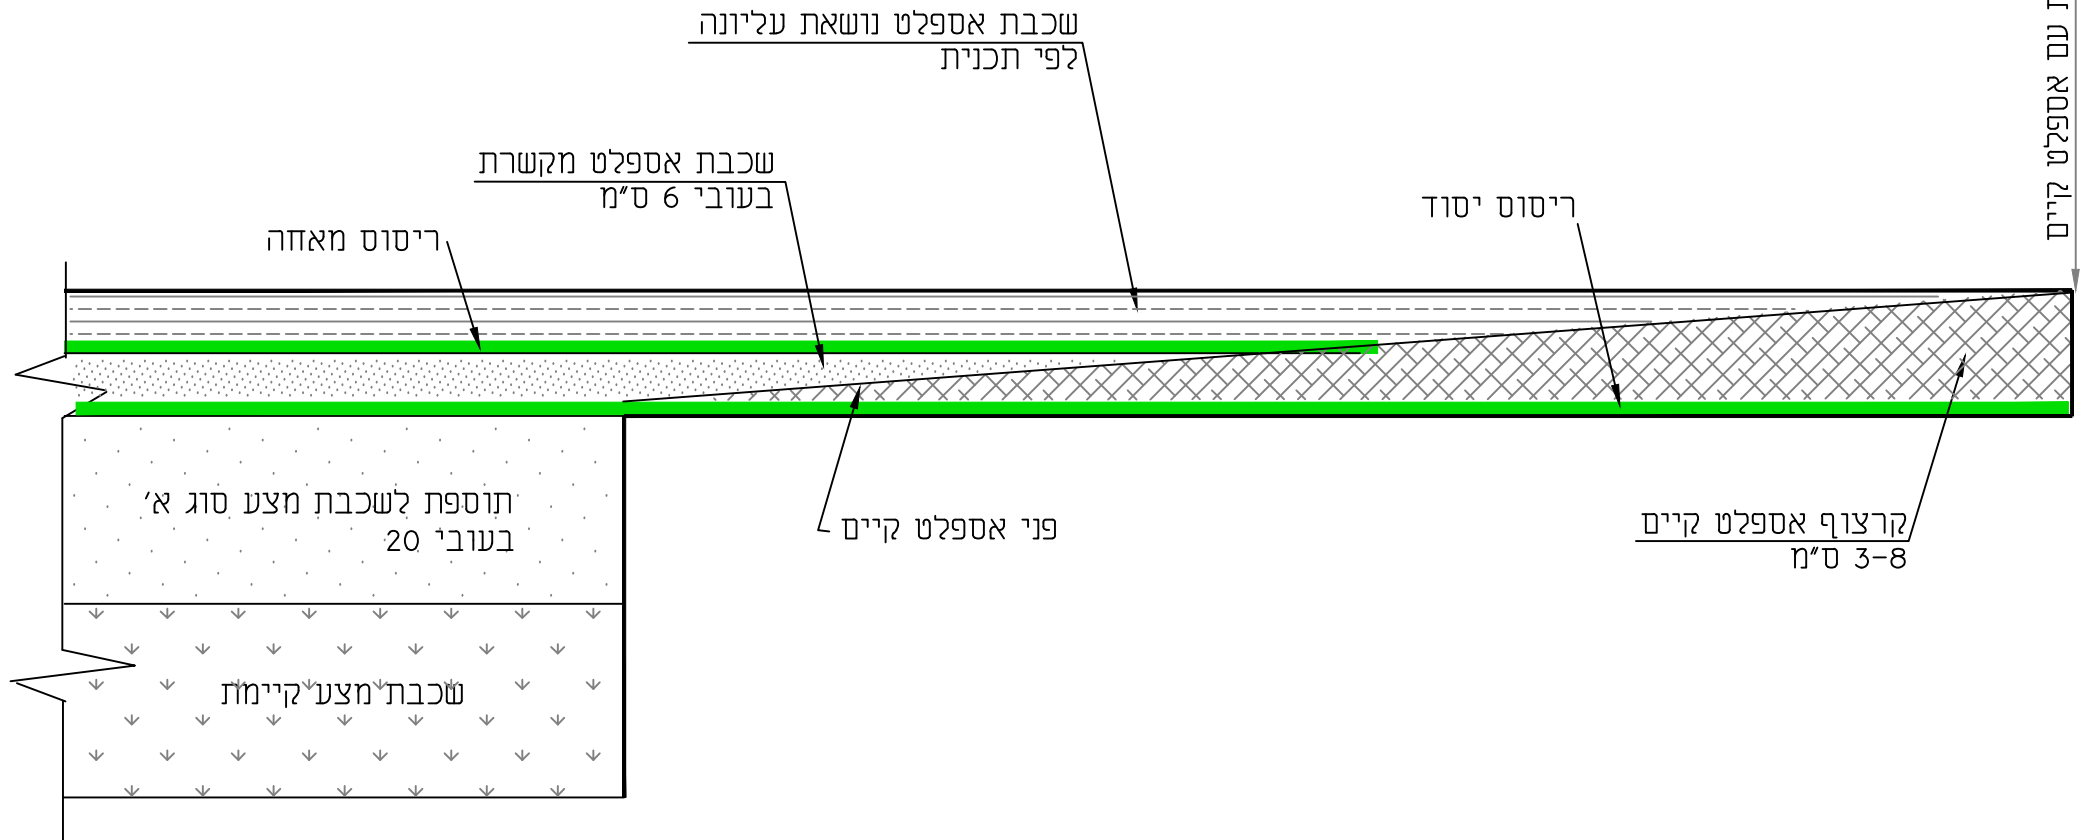 שכבת אספלט נושאת עליונה
לפי תכנית
שכבת אספלט מקשרת
בעובי 6 ס"מ
ריסוס מאחה
ריסוס יסוד
עם אספלט קיים
תוספת לשכבת מצע סוג א'
בעובי 20
פני אספלט קיים
קרצוף אספלט קיים
3-8 ס"מ
שכבת מצע קיימת